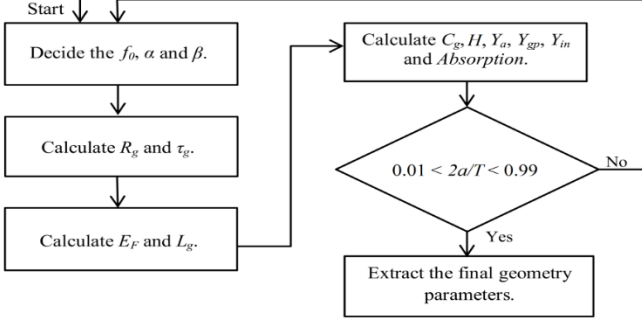 Start
Decide the f₀, α and β.
Calculate Rg and τg.
Calculate EF and Lg.
Calculate Cg, H, Ya, Ygp, Yin
and Absorption.
0.01 < 2a/T < 0.99
No
Yes
Extract the final geometry
parameters.